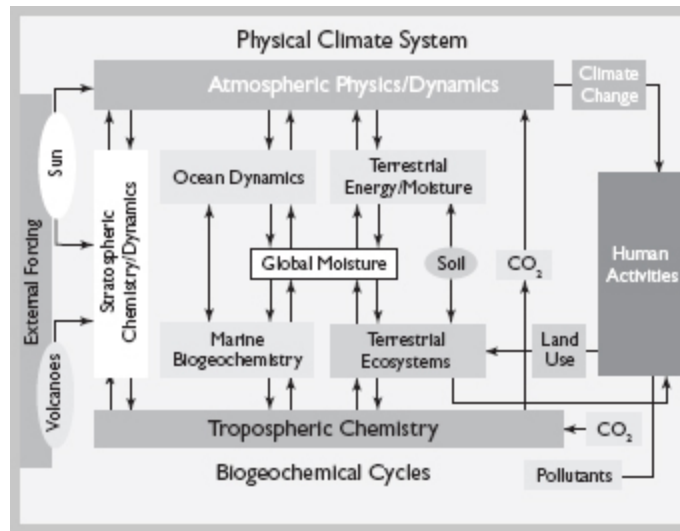 Physical Climate System
Atmospheric Physics/Dynamics
Climate
Change
External Forcing
Sun
Volcanoes
Stratospheric
Chemistry/Dynamics
Ocean Dynamics
Terrestrial
Energy/Moisture
Global Moisture
Soil
CO2
Human
Activities
Marine
Biogeochemistry
Terrestrial
Ecosystems
Land
Use
Tropospheric Chemistry
CO2
Biogeochemical Cycles
Pollutants